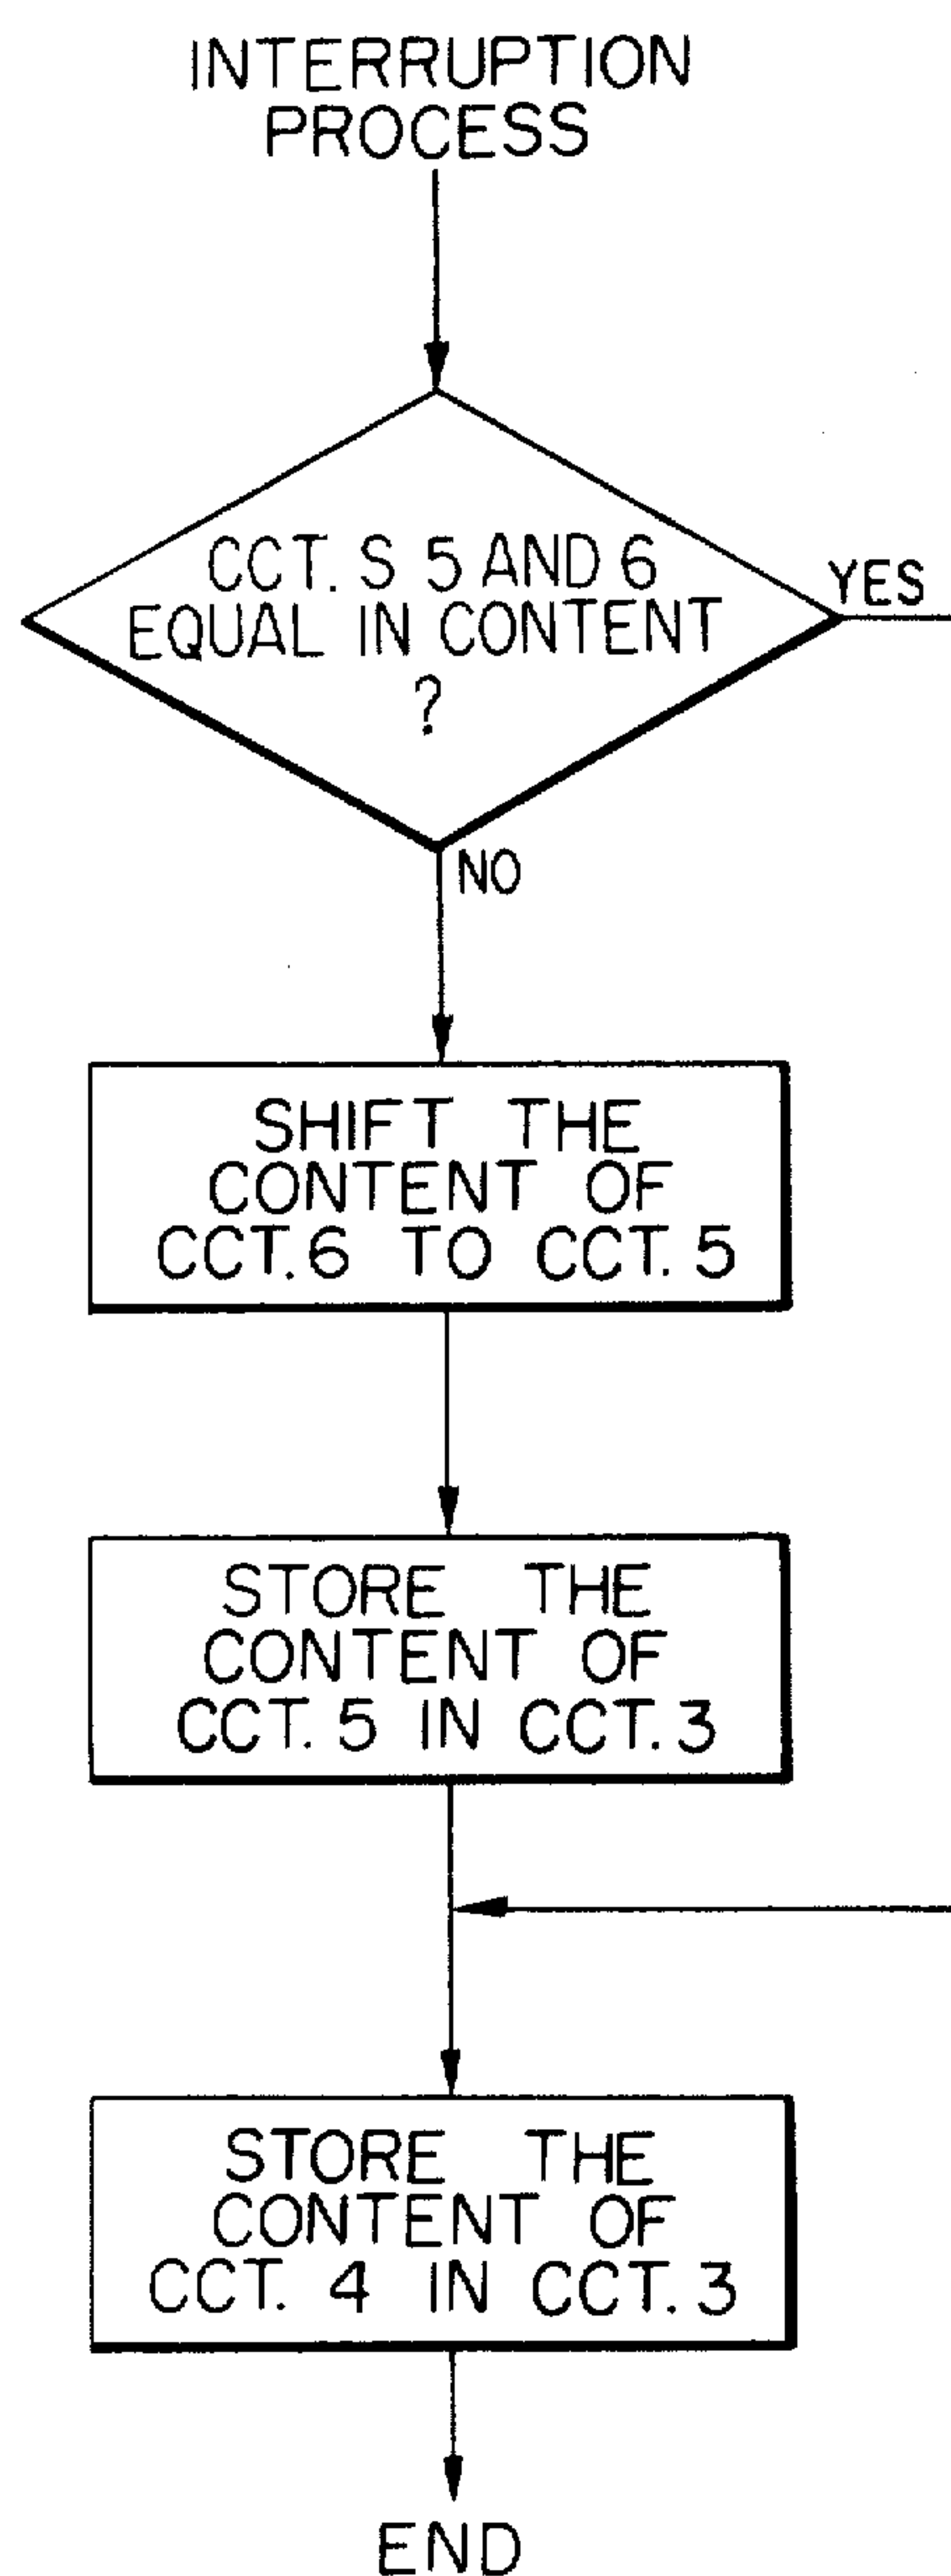 INTERRUPTION
PROCESS
CCT. S 5 AND 6
EQUAL IN CONTENT
?
YES
NO
SHIFT THE
CONTENT OF
CCT. 6 TO CCT. 5
STORE THE
CONTENT OF
CCT. 5 IN CCT. 3
STORE THE
CONTENT OF
CCT. 4 IN CCT. 3
END